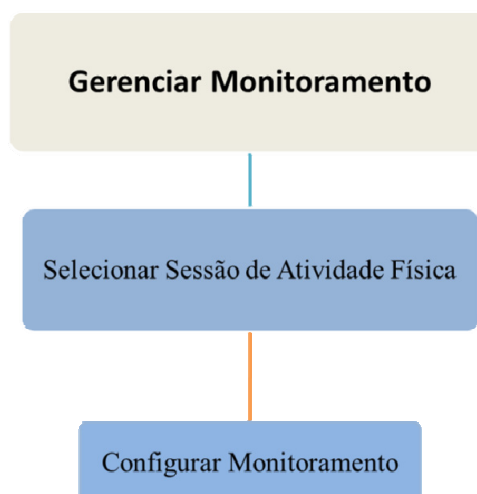 Gerenciar Monitoramento
Selecionar Sessão de Atividade Física
Configurar Monitoramento